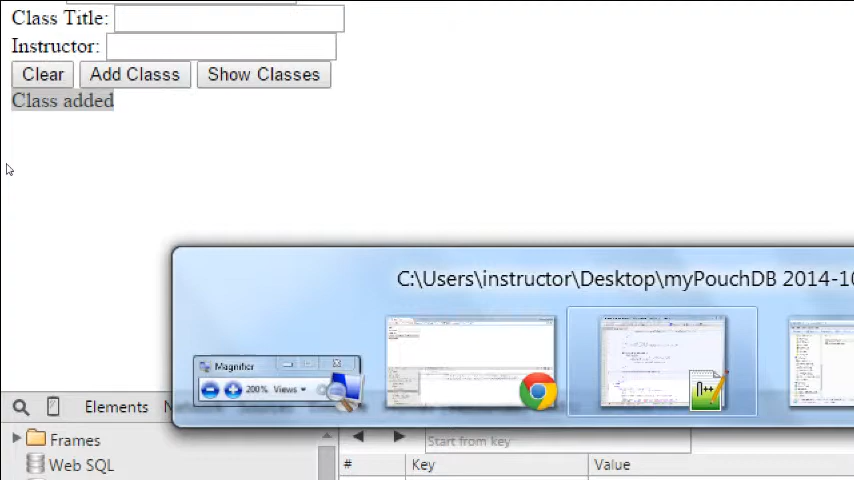 Class Title:
Instructor:
Clear Add Classs Show Classes
Class added
C:\Users\instructor\Desktop\myPouchDB 2014-10
Magnifier
200% Views
Elements N
Frames
Start from key
Web SQL
# Key Value